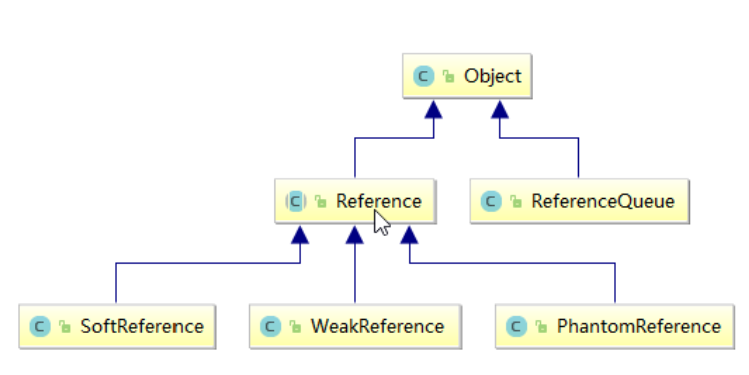 C Object
C Reference
C ReferenceQueue
C SoftReference
C WeakReference
C PhantomReference